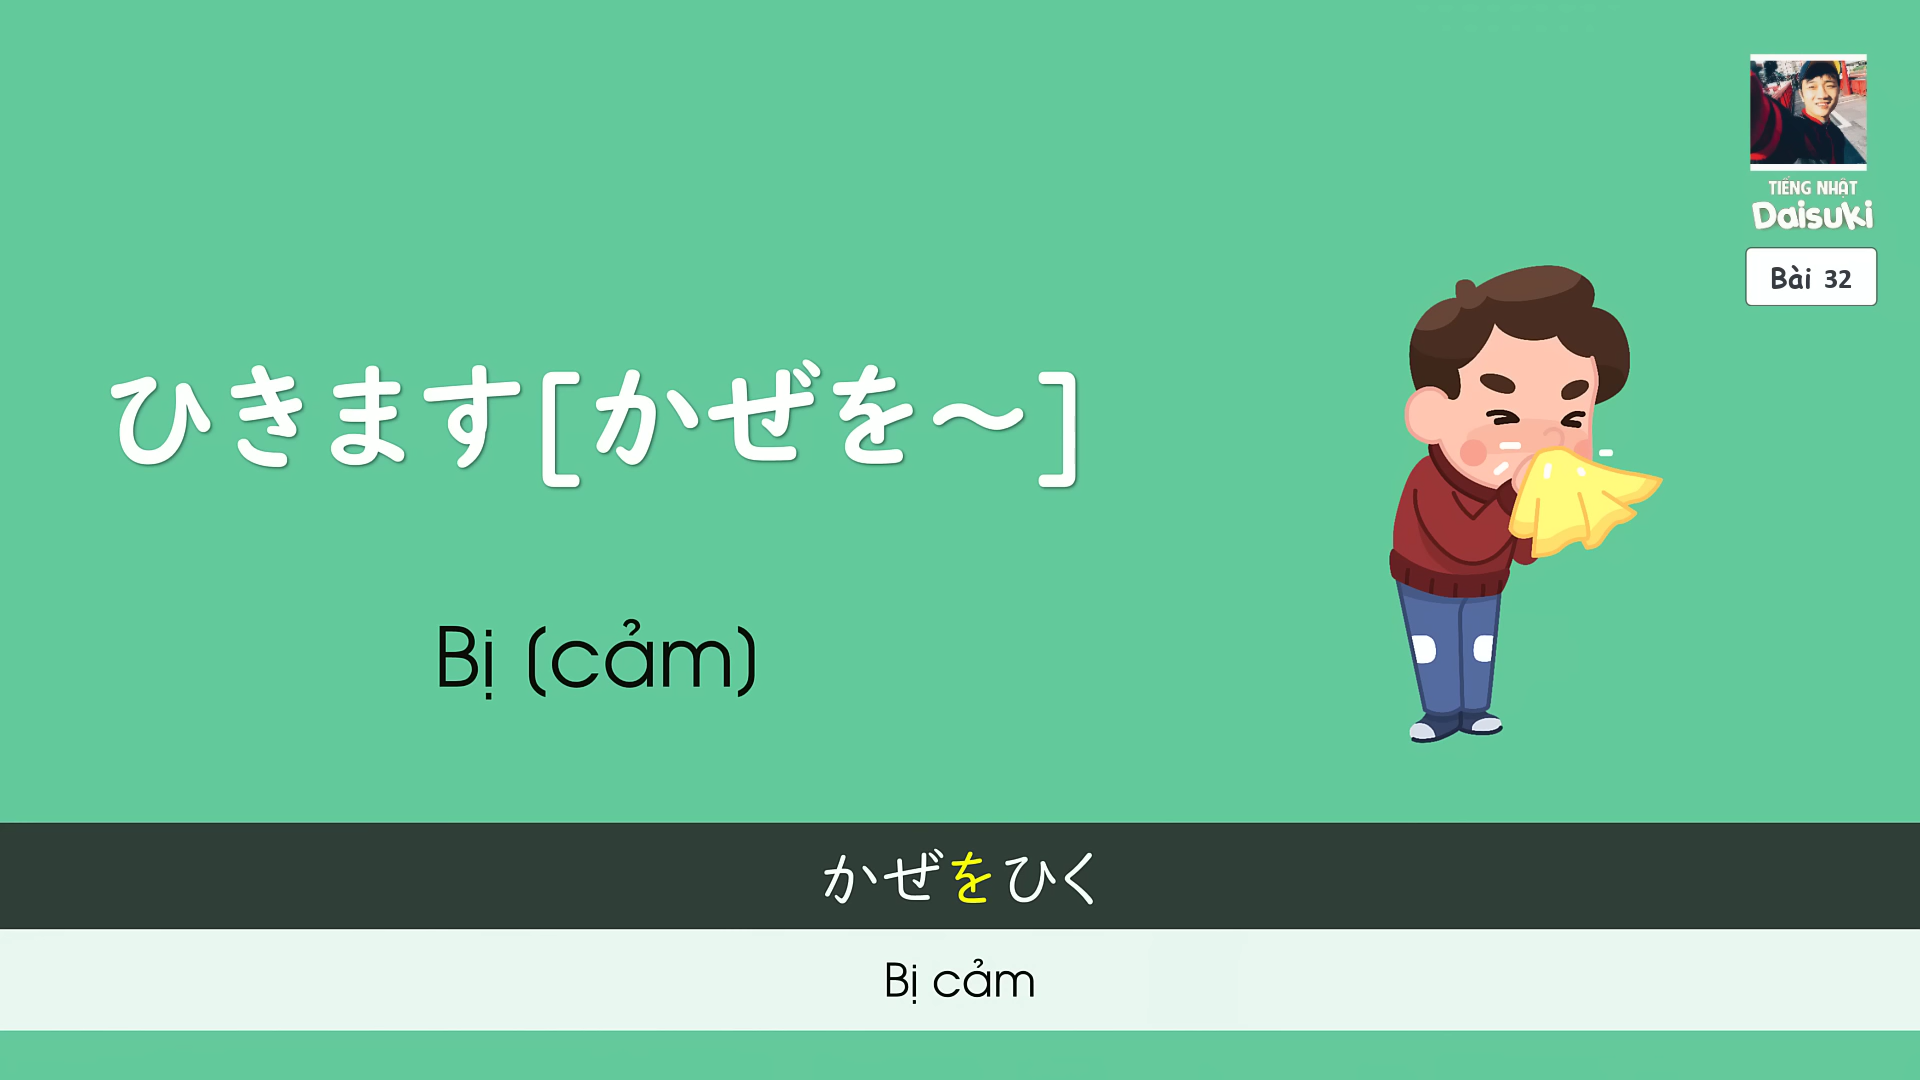 TIẾNG NHẬT
Daisuki
Bài 32
ひきます[かぜを～]
Bị (cảm)
かぜをひく
Bị cảm